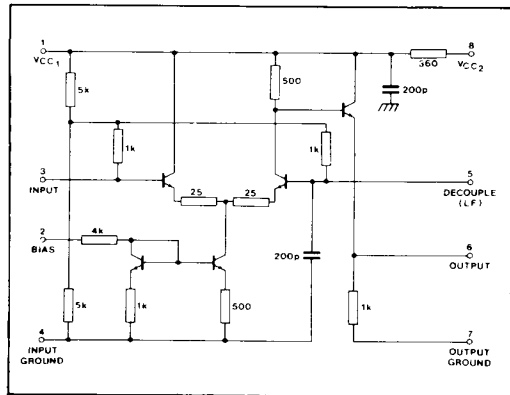 1
VCC1
5k
500
360
8
VCC2
200p
1k
1k
3
INPUT
25
25
5
DECOUPLE
(LF)
2
BIAS
4k
200p
6
OUTPUT
5k
1k
500
1k
4
INPUT
GROUND
7
OUTPUT
GROUND